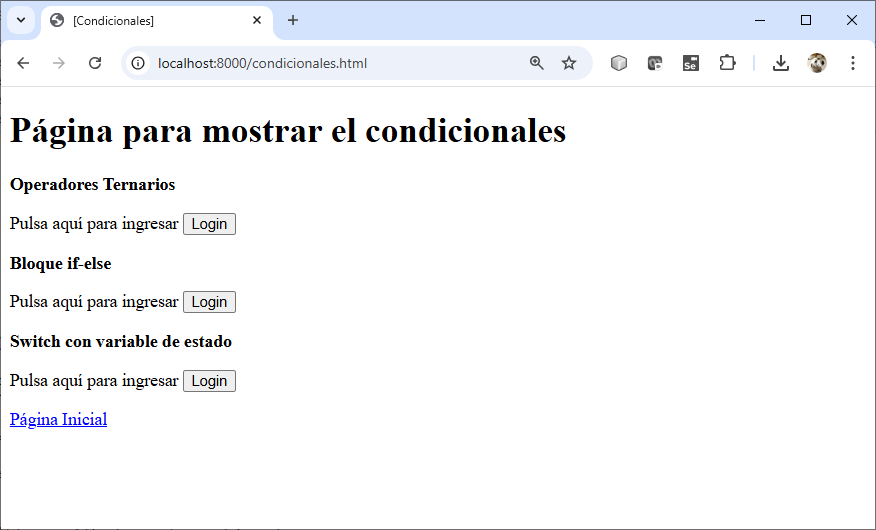 [Condicionales]
localhost:8000/condicionales.html
Se
Página para mostrar el condicionales
Operadores Ternarios
Pulsa aquí para ingresar Login
Bloque if-else
Pulsa aquí para ingresar Login
Switch con variable de estado
Pulsa aquí para ingresar Login
Página Inicial